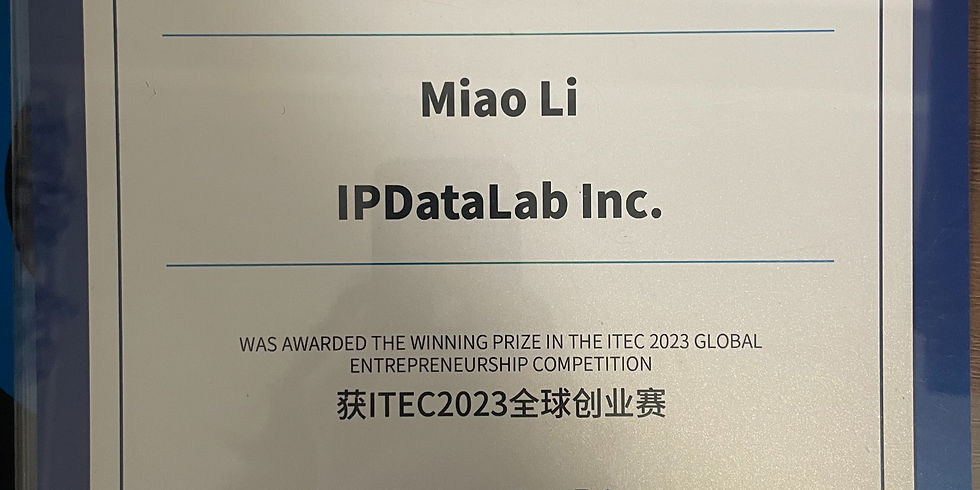 Miao Li
IPDataLab Inc.
WAS AWARDED THE WINNING PRIZE IN THE ITEC 2023 GLOBAL
ENTREPRENEURSHIP COMPETITION
获ITEC2023全球创业赛